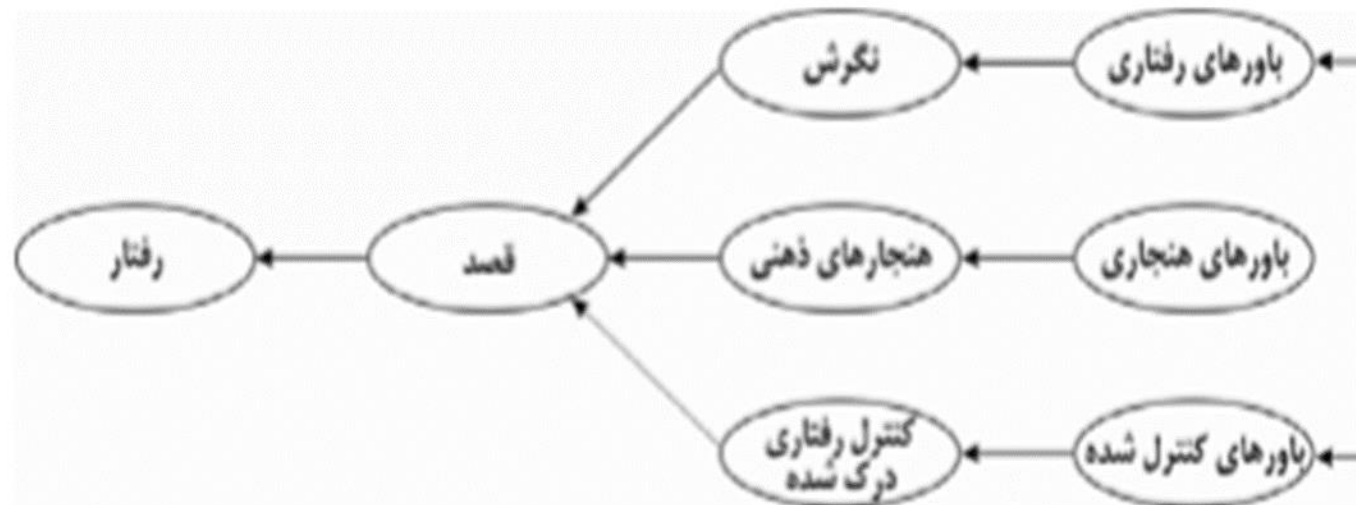 باورهای رفتاری
نگرش
باورهای هنجاری
هنجارهای ذهنی
قصد
رفتار
باورهای کنترل شده
کنترل رفتاری
درک شده